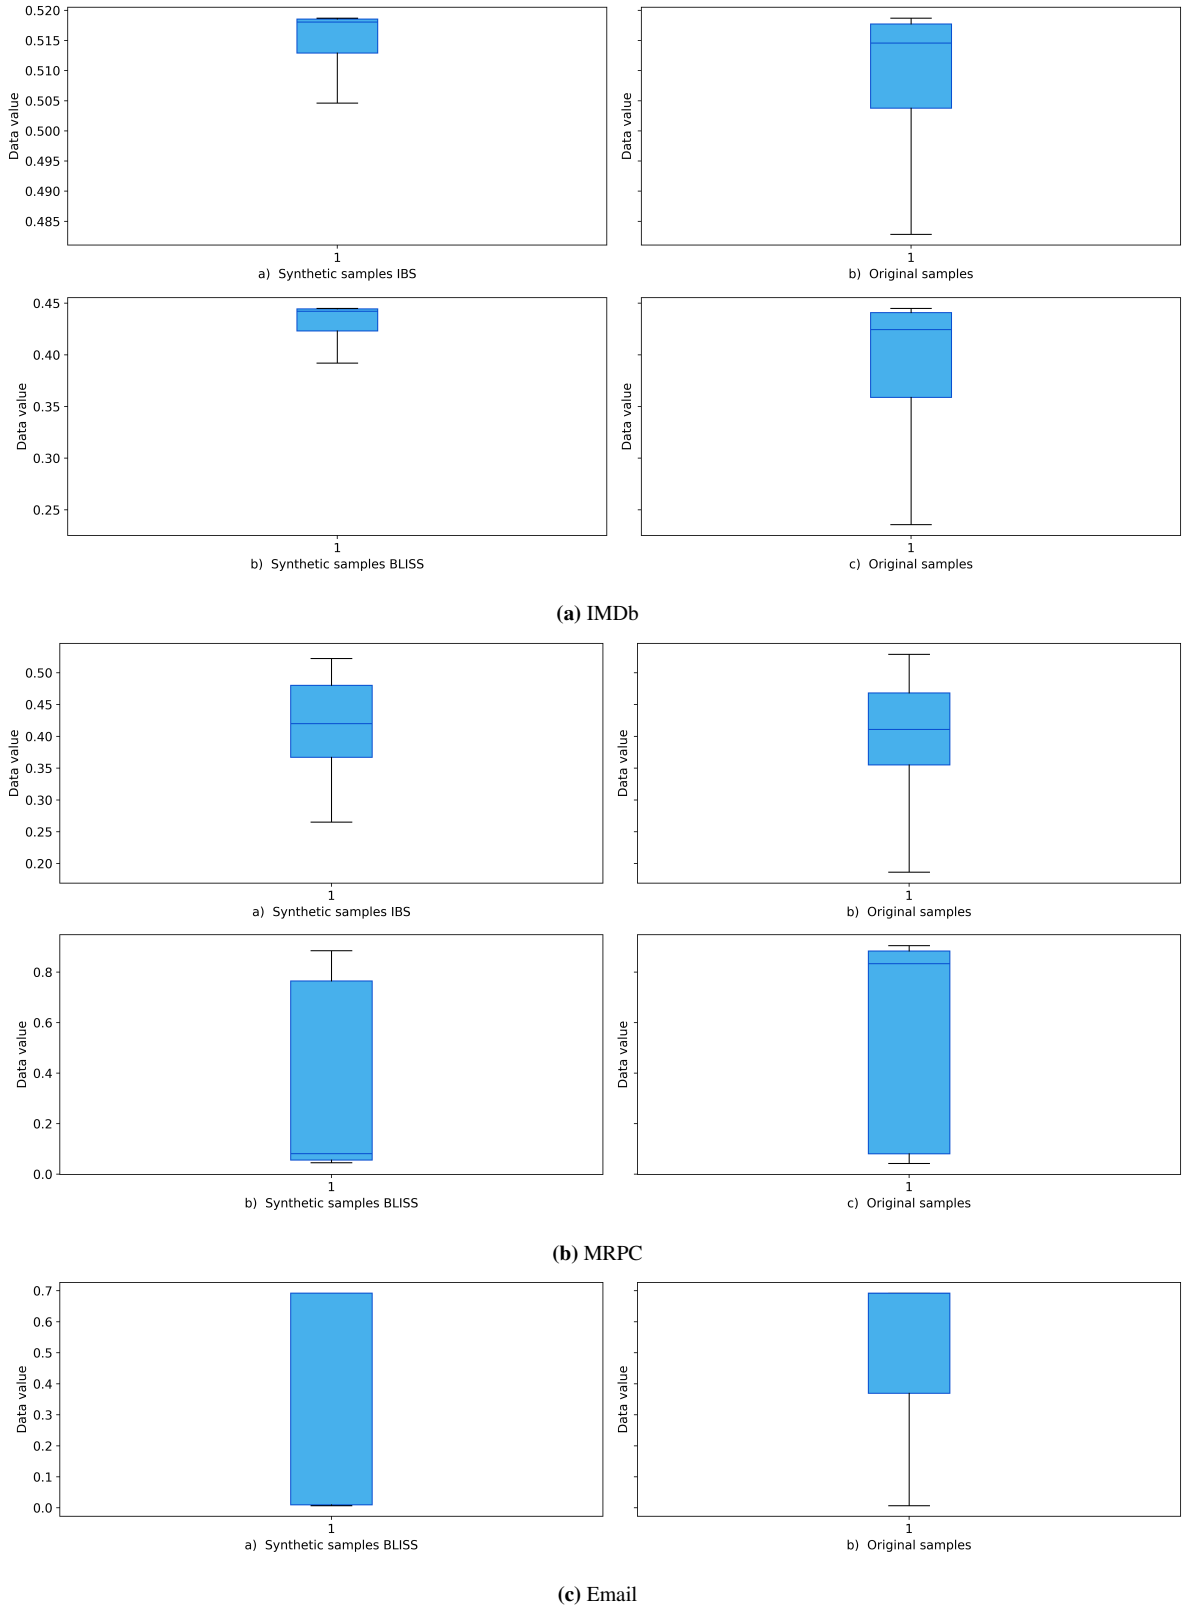 0.520
0.515
0.510
0.505
0.500
0.495
0.490
0.485
Data value
1
a) Synthetic samples IBS
Data value
1
b) Original samples
0.45
0.40
0.35
0.30
0.25
Data value
1
b) Synthetic samples BLISS
Data value
1
c) Original samples
(a) IMDb
0.50
0.45
0.40
0.35
0.30
0.25
0.20
Data value
1
a) Synthetic samples IBS
Data value
1
b) Original samples
0.8
0.6
0.4
0.2
0.0
Data value
1
b) Synthetic samples BLISS
Data value
1
c) Original samples
(b) MRPC
0.7
0.6
0.5
0.4
0.3
0.2
0.1
0.0
Data value
1
a) Synthetic samples BLISS
Data value
1
b) Original samples
(c) Email